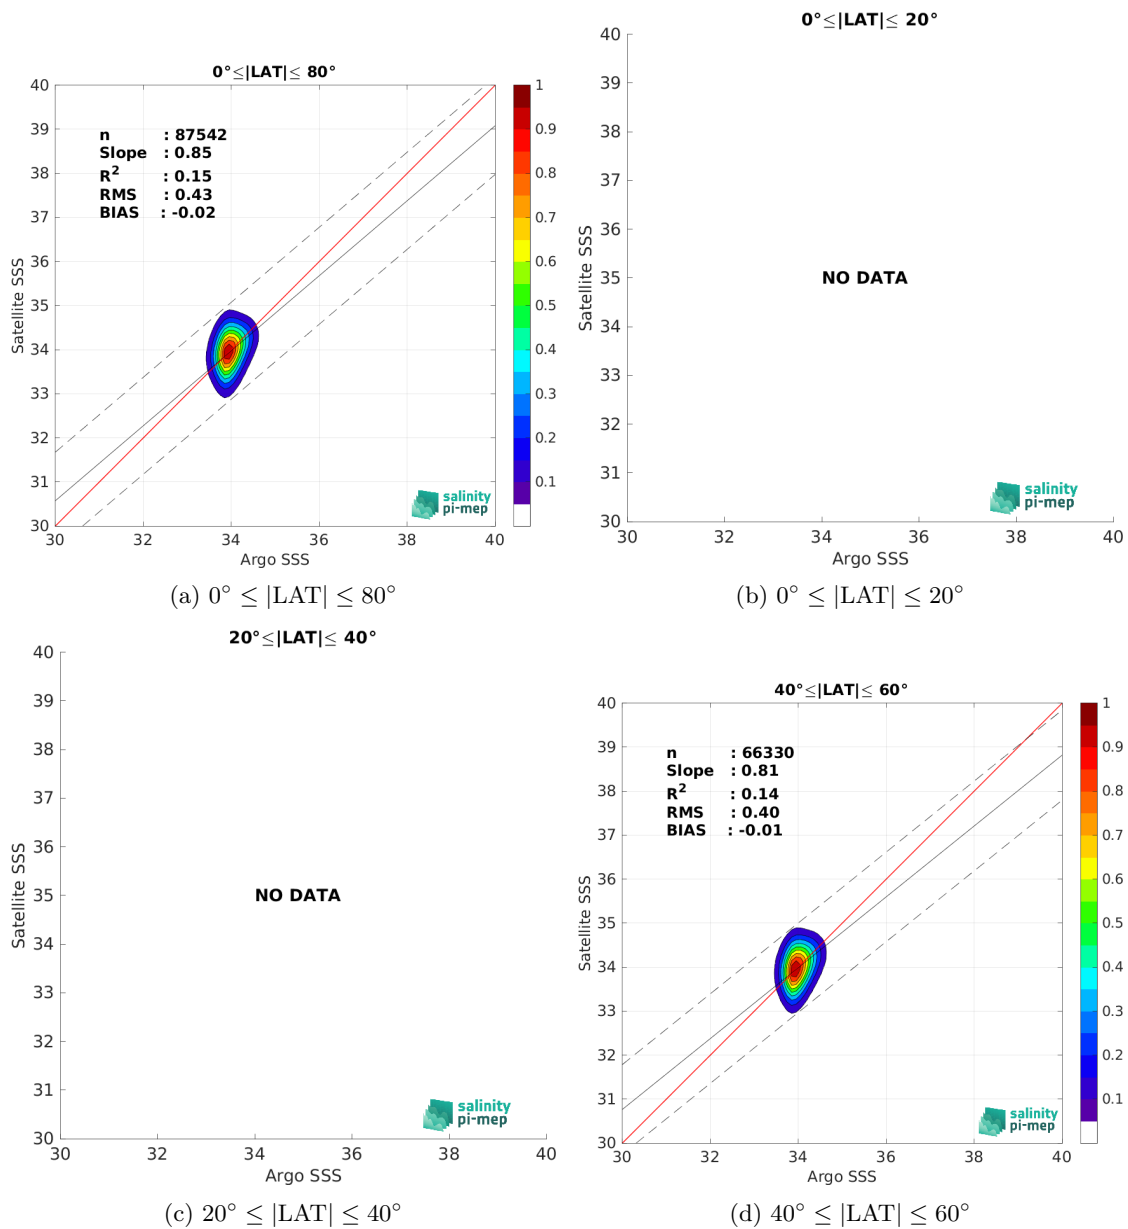 0°≤|LAT|≤ 80°
40
39
38
37
36
35
34
33
32
31
30
Satellite SSS
n : 87542
Slope : 0.85
R² : 0.15
RMS : 0.43
BIAS : -0.02
salinity
pi-mep
30 32 34 36 38 40
Argo SSS
1
0.9
0.8
0.7
0.6
0.5
0.4
0.3
0.2
0.1
(a) 0° ≤ |LAT| ≤ 80°
0°≤|LAT|≤ 20°
40
39
38
37
36
35
34
33
32
31
30
Satellite SSS
NO DATA
salinity
pi-mep
30 32 34 36 38 40
Argo SSS
(b) 0° ≤ |LAT| ≤ 20°
20°≤|LAT|≤ 40°
40
39
38
37
36
35
34
33
32
31
30
Satellite SSS
NO DATA
salinity
pi-mep
30 32 34 36 38 40
Argo SSS
(c) 20° ≤ |LAT| ≤ 40°
40°≤|LAT|≤ 60°
40
39
38
37
36
35
34
33
32
31
30
Satellite SSS
n : 66330
Slope : 0.81
R² : 0.14
RMS : 0.40
BIAS : -0.01
salinity
pi-mep
30 32 34 36 38 40
Argo SSS
1
0.9
0.8
0.7
0.6
0.5
0.4
0.3
0.2
0.1
(d) 40° ≤ |LAT| ≤ 60°